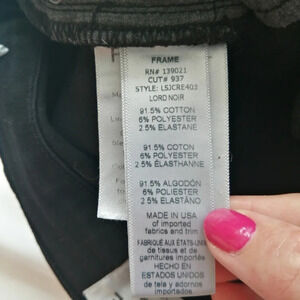 FRAME
RN# 139021
CUT# 937
STYLE: LSJCRE403
LORD NOIR
91.5% COTTON
6% POLYESTER
2.5% ELASTANE
91.5% COTON
6% POLYESTER
2.5% ÉLASTHANNE
91.5% ALGODÓN
6% POLIESTER
2.5% ELASTANO
MADE IN USA of
imported
fabrics and trim
FABRIQUÉ AUX ÉTATS-UNIS
de tissus et de
garnitures importés
HECHO EN
ESTADOS UNIDOS
de tela y adornos
importados